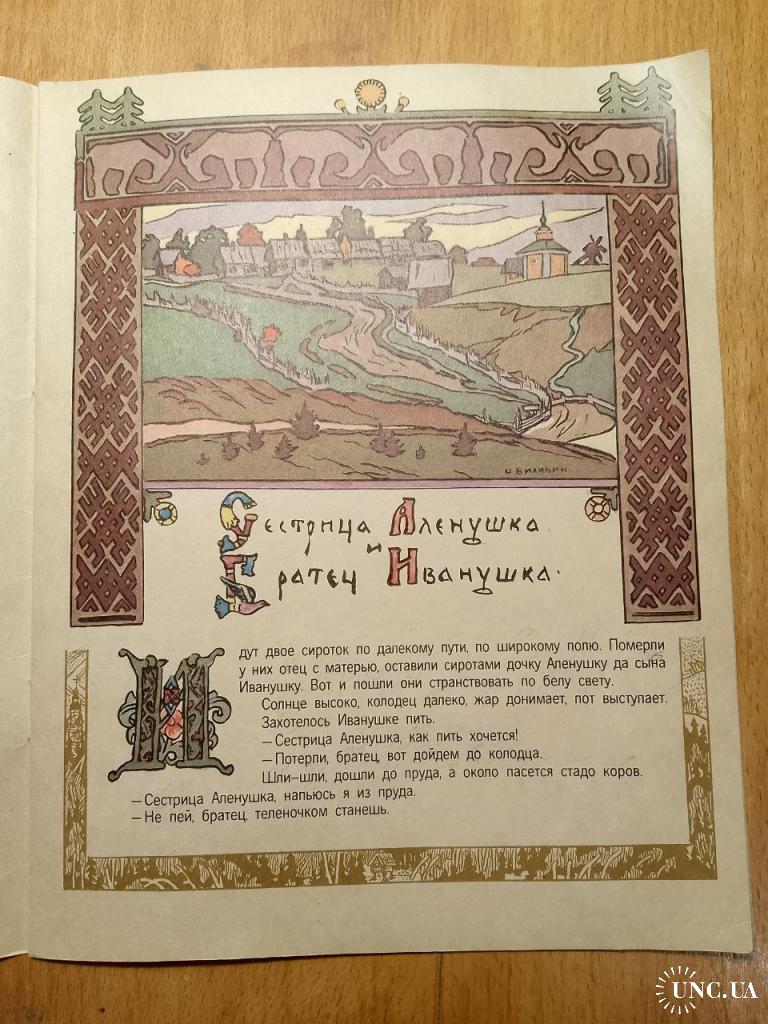 И. БИЛИБИН.
Сестрица Аленушка
и
Братец Иванушка.
Идут двое сироток по далекому пути, по широкому полю. Померли
у них отец с матерью, оставили сиротами дочку Аленушку да сына
Иванушку. Вот и пошли они странствовать по белу свету.
Солнце высоко, колодец далеко, жар донимает, пот выступает.
Захотелось Иванушке пить.
— Сестрица Аленушка, как пить хочется!
— Потерпи, братец, вот дойдем до колодца.
Шли–шли, дошли до пруда, а около пасется стадо коров.
— Сестрица Аленушка, напьюсь я из пруда.
— Не пей, братец, теленочком станешь.
UNC.UA